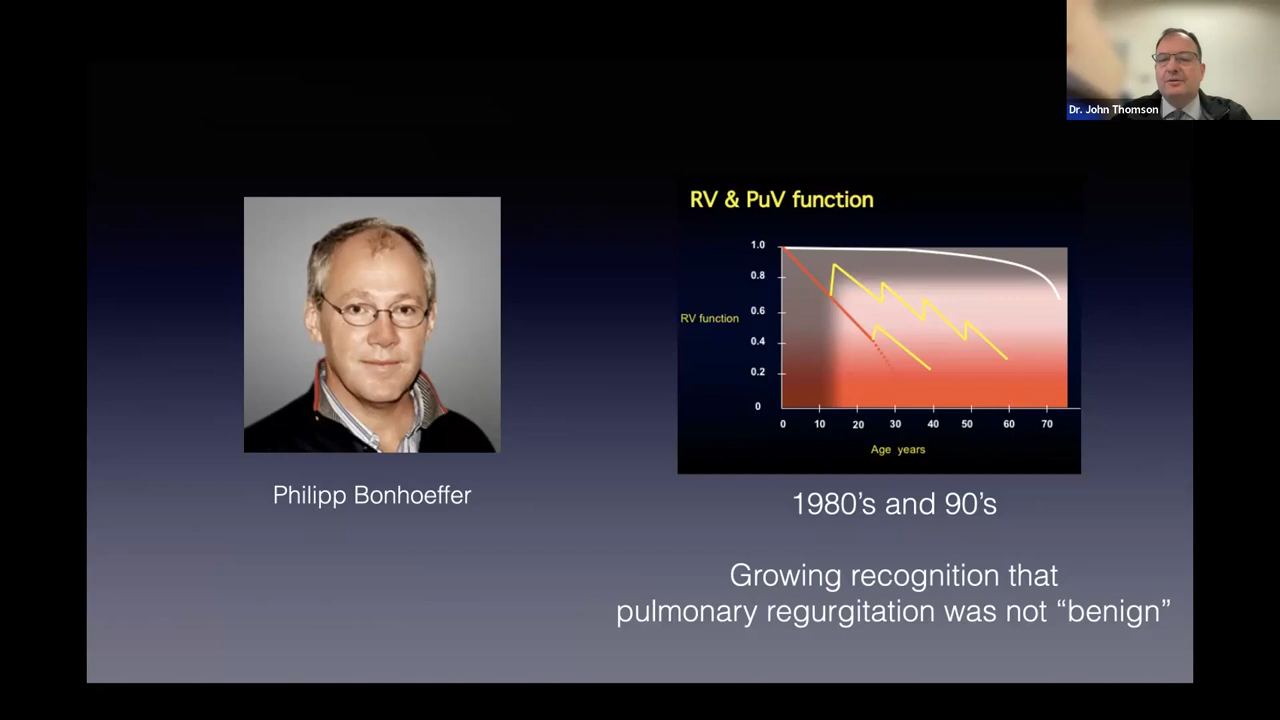 Dr. John Thomson
RV & PuV function
1.0
0.8
0.6
RV function
0.4
0.2
0
0 10 20 30 40 50 60 70
Age years
Philipp Bonhoeffer
1980’s and 90’s
Growing recognition that
pulmonary regurgitation was not “benign”